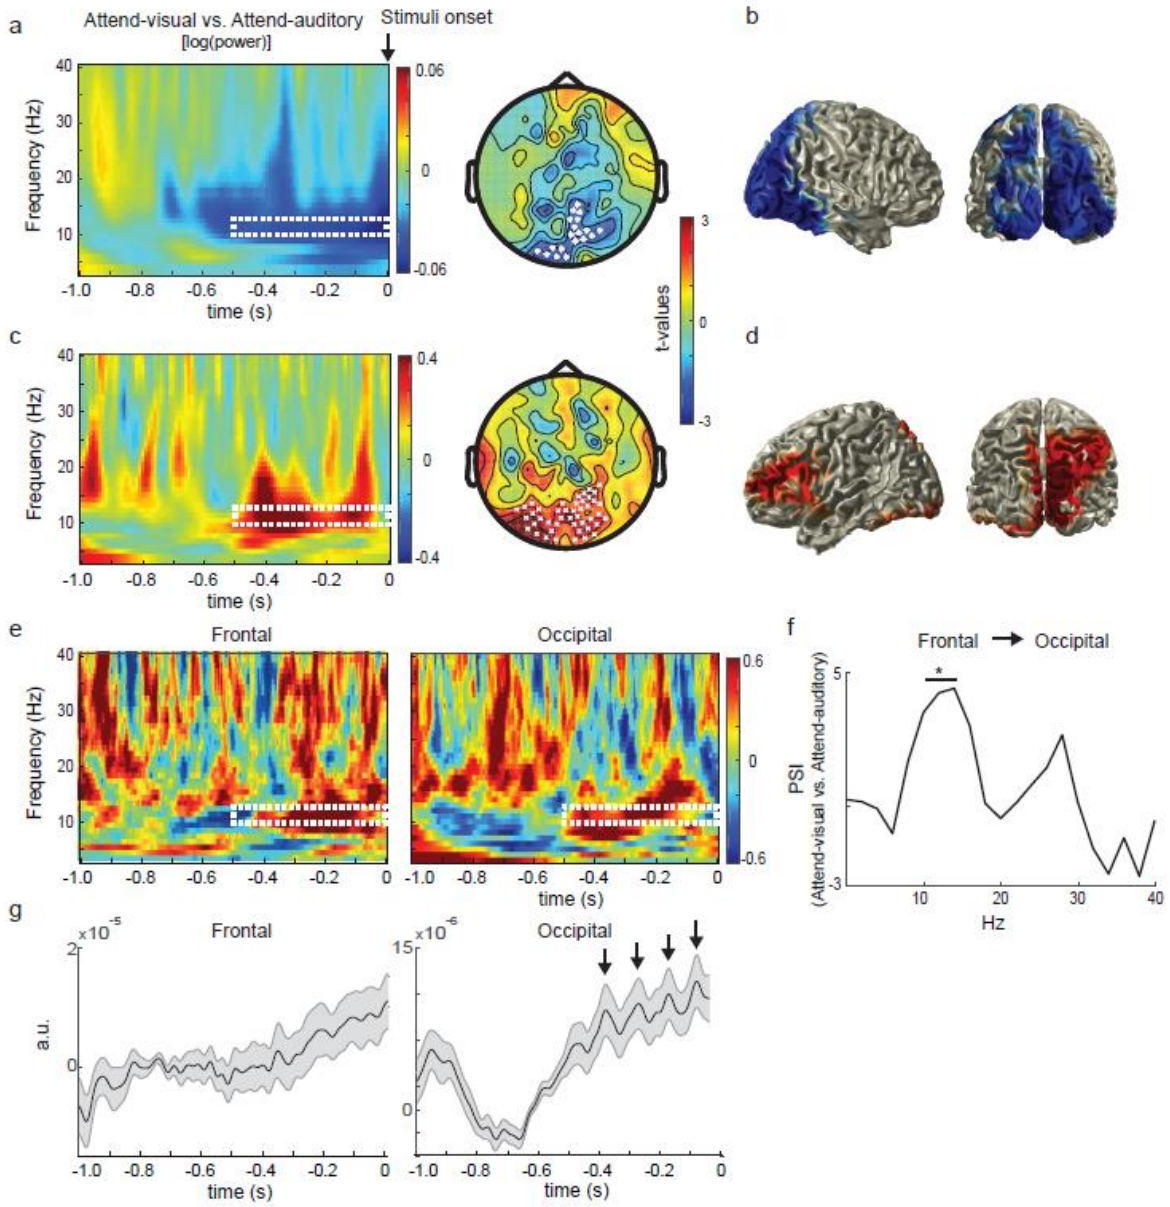 a
Attend-visual vs. Attend-auditory
[log(power)]
Stimuli onset
b
Frequency (Hz)
40
30
20
10
0.06
0
-0.06
-1.0 -0.8 -0.6 -0.4 -0.2 0
time (s)
3
0
-3
t-values
c
Frequency (Hz)
40
30
20
10
0.4
0
-0.4
-1.0 -0.8 -0.6 -0.4 -0.2 0
time (s)
d
e
Frontal
Occipital
Frequency (Hz)
40
30
20
10
0.6
0
-0.6
-1.0 -0.8 -0.6 -0.4 -0.2 0
-1.0 -0.8 -0.6 -0.4 -0.2 0
time (s)
f
Frontal → Occipital
*
PSI
(Attend-visual vs. Attend-auditory)
5
-3
10 20 30 40
Hz
g
×10⁻⁵
Frontal
2
0
a.u.
-1.0 -0.8 -0.6 -0.4 -0.2 0
time (s)
×10⁻⁶
Occipital
15
0
-1.0 -0.8 -0.6 -0.4 -0.2 0
time (s)